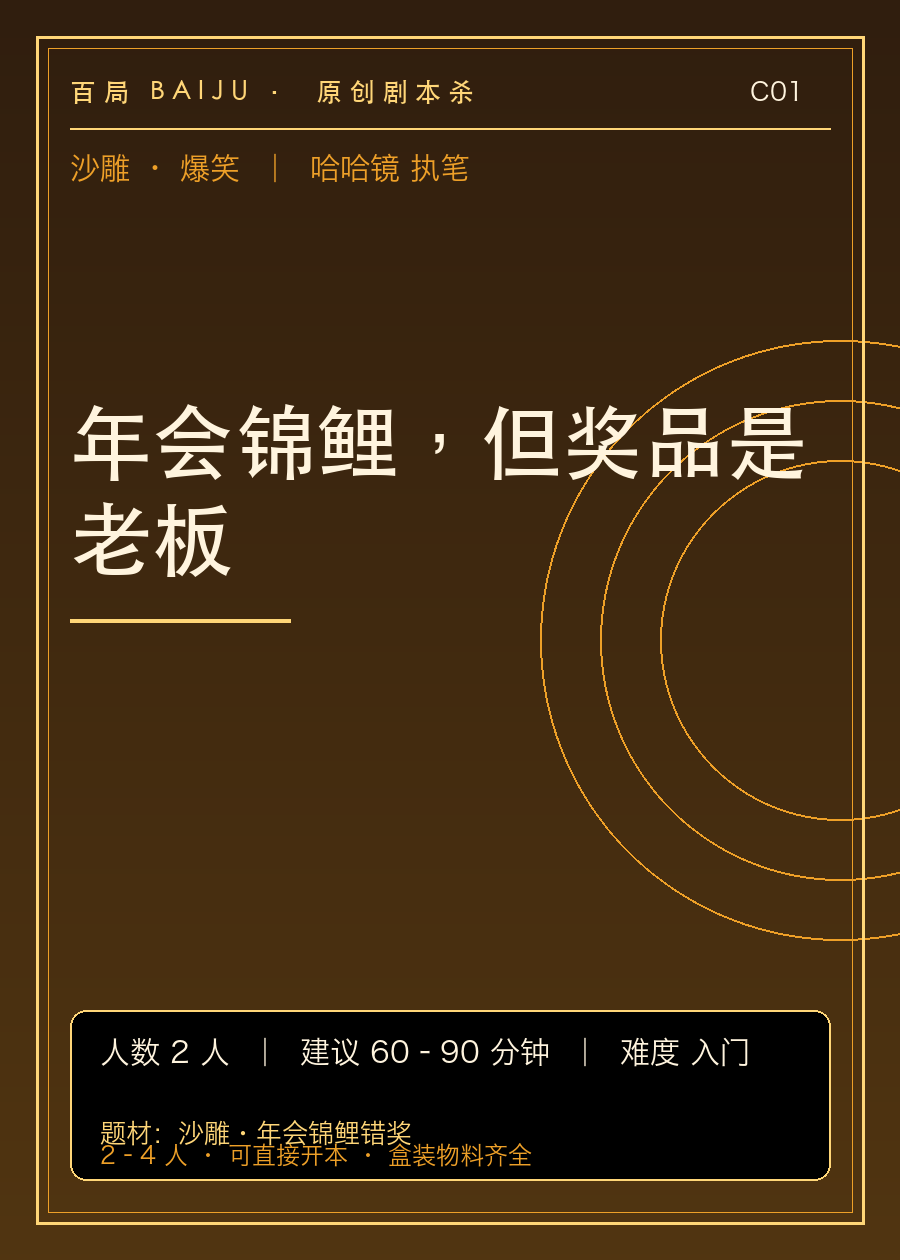 百局 BAIJU · 原创剧本杀
C01
沙雕 · 爆笑 ｜ 哈哈镜 执笔
年会锦鲤，但奖品是
老板
人数 2 人 ｜ 建议 60 - 90 分钟 ｜ 难度 入门
题材：沙雕·年会锦鲤错奖
2 - 4 人 · 可直接开本 · 盒装物料齐全